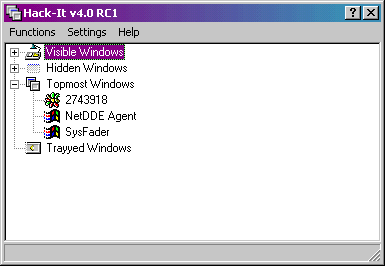 Hack-It v4.0 RC1
Functions Settings Help
Visible Windows
Hidden Windows
Topmost Windows
2743918
NetDDE Agent
SysFader
Trayyed Windows